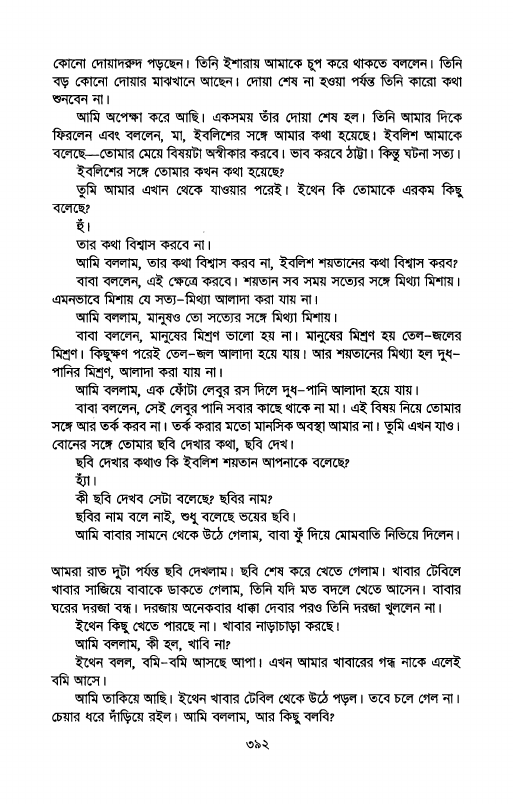 কোনো দোয়াদরুদ পড়ছেন। তিনি ইশারায় আমাকে চুপ করে থাকতে বললেন। তিনি
বড় কোনো দোয়ার মাঝখানে আছেন। দোয়া শেষ না হওয়া পর্যন্ত তিনি কারো কথা
শুনবেন না।
আমি অপেক্ষা করে আছি। একসময় তাঁর দোয়া শেষ হল। তিনি আমার দিকে
ফিরলেন এবং বললেন, মা, ইবলিশের সঙ্গে আমার কথা হয়েছে। ইবলিশ আমাকে
বলেছে—তোমার মেয়ে বিষয়টা অস্বীকার করবে। ভাব করবে ঠাট্টা। কিন্তু ঘটনা সত্য।
ইবলিশের সঙ্গে তোমার কখন কথা হয়েছে?
তুমি আমার এখান থেকে যাওয়ার পরেই। ইথেন কি তোমাকে এরকম কিছু
বলেছে?
হুঁ।
তার কথা বিশ্বাস করবে না।
আমি বললাম, তার কথা বিশ্বাস করব না, ইবলিশ শয়তানের কথা বিশ্বাস করব?
বাবা বললেন, এই ক্ষেত্রে করবে। শয়তান সব সময় সত্যের সঙ্গে মিথ্যা মিশায়।
এমনভাবে মিশায় যে সত্য-মিথ্যা আলাদা করা যায় না।
আমি বললাম, মানুষও তো সত্যের সঙ্গে মিথ্যা মিশায়।
বাবা বললেন, মানুষের মিশ্রণ ভালো হয় না। মানুষের মিশ্রণ হয় তেল-জলের
মিশ্রণ। কিছুক্ষণ পরেই তেল-জল আলাদা হয়ে যায়। আর শয়তানের মিথ্যা হল দুধ-
পানির মিশ্রণ, আলাদা করা যায় না।
আমি বললাম, এক ফোঁটা লেবুর রস দিলে দুধ-পানি আলাদা হয়ে যায়।
বাবা বললেন, সেই লেবুর পানি সবার কাছে থাকে না মা। এই বিষয় নিয়ে তোমার
সঙ্গে আর তর্ক করব না। তর্ক করার মতো মানসিক অবস্থা আমার না। তুমি এখন যাও।
বোনের সঙ্গে তোমার ছবি দেখার কথা, ছবি দেখ।
ছবি দেখার কথাও কি ইবলিশ শয়তান আপনাকে বলেছে?
হ্যাঁ।
কী ছবি দেখব সেটা বলেছে? ছবির নাম?
ছবির নাম বলে নাই, শুধু বলেছে ভয়ের ছবি।
আমি বাবার সামনে থেকে উঠে গেলাম, বাবা ফুঁ দিয়ে মোমবাতি নিভিয়ে দিলেন।
আমরা রাত দুটা পর্যন্ত ছবি দেখলাম। ছবি শেষ করে খেতে গেলাম। খাবার টেবিলে
খাবার সাজিয়ে বাবাকে ডাকতে গেলাম, তিনি যদি মত বদলে খেতে আসেন। বাবার
ঘরের দরজা বন্ধ। দরজায় অনেকবার ধাক্কা দেবার পরও তিনি দরজা খুললেন না।
ইথেন কিছু খেতে পারছে না। খাবার নাড়াচাড়া করছে।
আমি বললাম, কী হল, খাবি না?
ইথেন বলল, বমি-বমি আসছে আপা। এখন আমার খাবারের গন্ধ নাকে এলেই
বমি আসে।
আমি তাকিয়ে আছি। ইথেন খাবার টেবিল থেকে উঠে পড়ল। তবে চলে গেল না।
চেয়ার ধরে দাঁড়িয়ে রইল। আমি বললাম, আর কিছু বলবি?
৩৯২